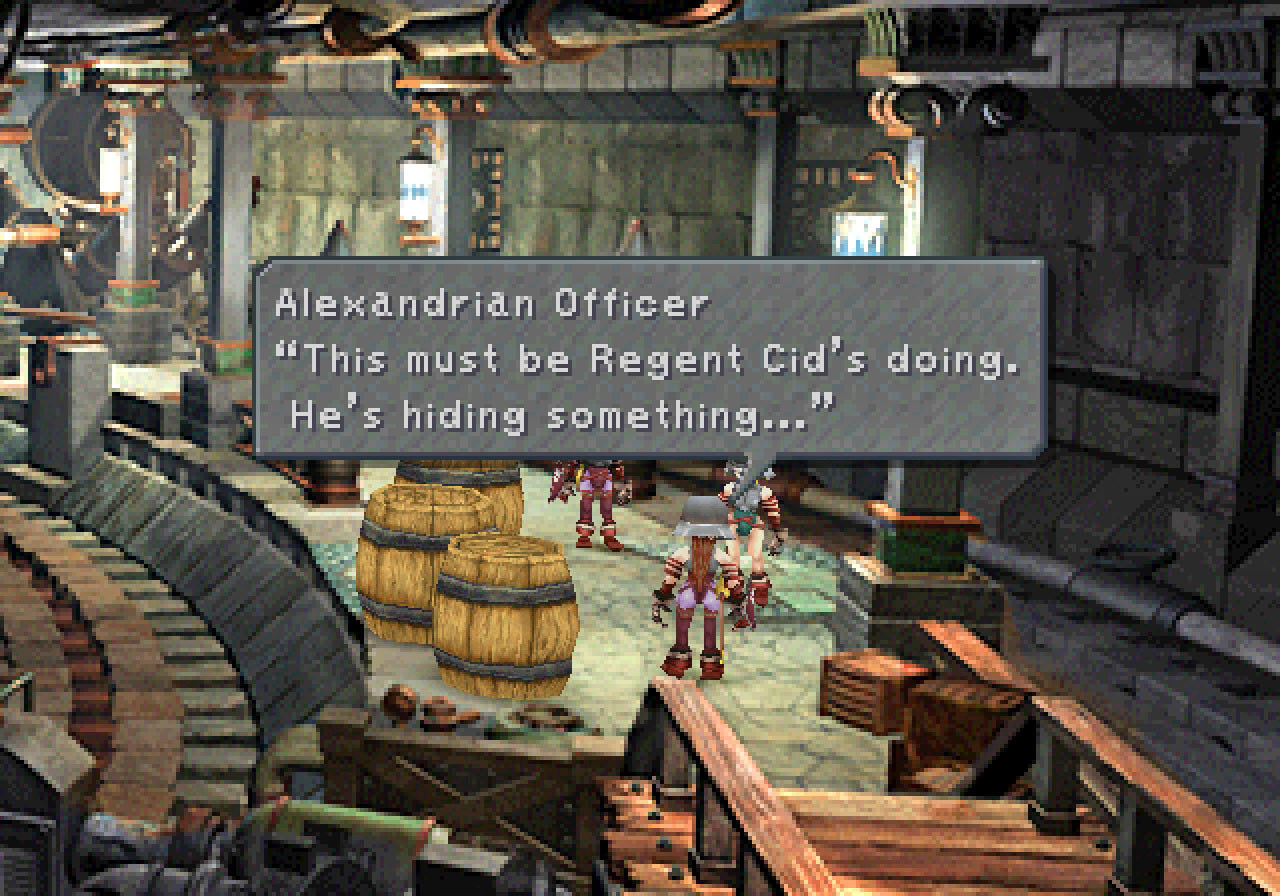 Alexandrian Officer
“This must be Regent Cid’s doing.
He’s hiding something...”